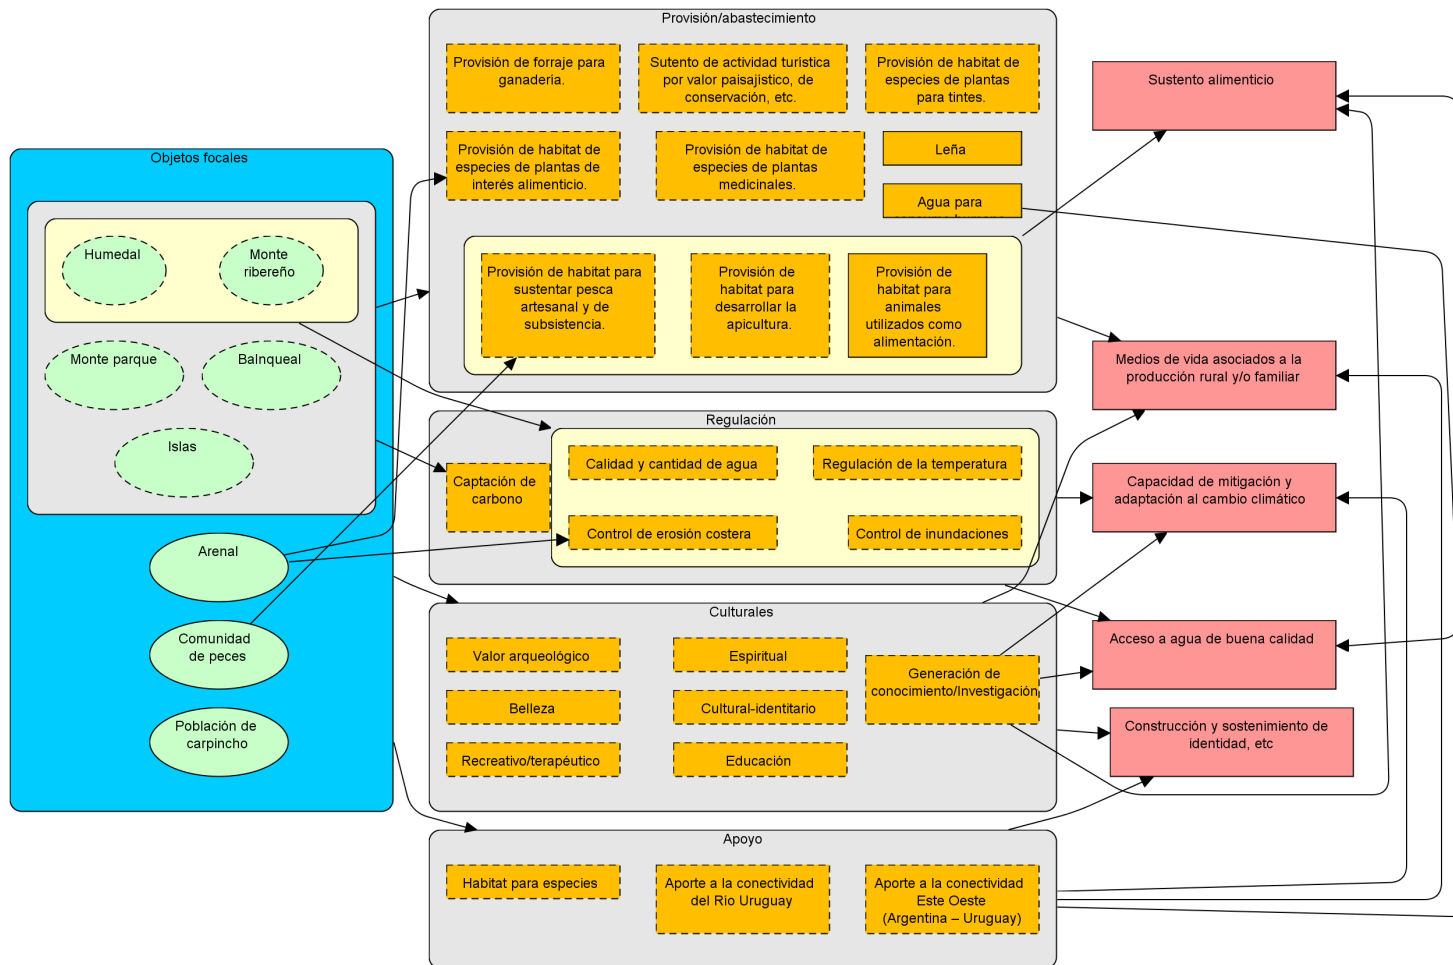 Objetos focales
Humedal
Monte
ribereño
Monte parque
Balnqueal
Islas
Arenal
Comunidad
de peces
Población de
carpincho
Provisión/abastecimiento
Provisión de forraje para
ganaderia.
Sutento de actividad turistica
por valor paisajístico, de
conservación, etc.
Provisión de habitat de
especies de plantas
para tintes.
Provisión de habitat de
especies de plantas de
interés alimenticio.
Provisión de habitat de
especies de plantas
medicinales.
Leña
Agua para
Provisión de habitat para
sustentar pesca
artesanal y de
subsistencia.
Provisión de
habitat para
desarrollar la
apicultura.
Provisión de
habitat para
animales
utilizados como
alimentación.
Regulación
Captación de
carbono
Calidad y cantidad de agua
Regulación de la temperatura
Control de erosión costera
Control de inundaciones
Culturales
Valor arqueológico
Espiritual
Generación de
conocimiento/Investigación
Belleza
Cultural-identitario
Recreativo/terapéutico
Educación
Apoyo
Habitat para especies
Aporte a la conectividad
del Río Uruguay
Aporte a la conectividad
Este Oeste
(Argentina – Uruguay)
Sustento alimenticio
Medios de vida asociados a la
producción rural y/o familiar
Capacidad de mitigación y
adaptación al cambio climático
Acceso a agua de buena calidad
Construcción y sostenimiento de
identidad, etc